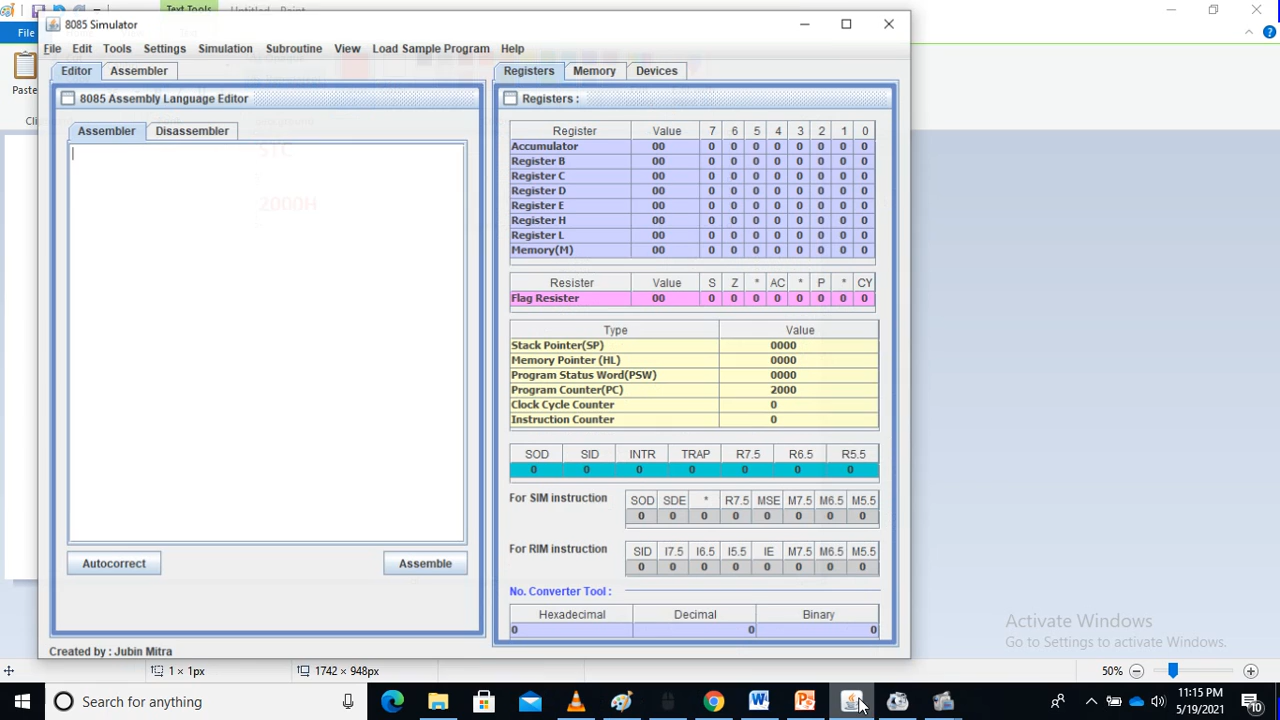 Text Tools
Untitled - Paint
File
Paste
8085 Simulator
File Edit Tools Settings Simulation Subroutine View Load Sample Program Help
Editor Assembler
8085 Assembly Language Editor
Assembler Disassembler
STC
2000H
Autocorrect Assemble
Created by : Jubin Mitra
Registers Memory Devices
Registers :
Register Value 7 6 5 4 3 2 1 0
Accumulator 00 0 0 0 0 0 0 0 0
Register B 00 0 0 0 0 0 0 0 0
Register C 00 0 0 0 0 0 0 0 0
Register D 00 0 0 0 0 0 0 0 0
Register E 00 0 0 0 0 0 0 0 0
Register H 00 0 0 0 0 0 0 0 0
Register L 00 0 0 0 0 0 0 0 0
Memory(M) 00 0 0 0 0 0 0 0 0
Resister Value S Z * AC * P * CY
Flag Resister 00 0 0 0 0 0 0 0 0
Type Value
Stack Pointer(SP) 0000
Memory Pointer (HL) 0000
Program Status Word(PSW) 0000
Program Counter(PC) 2000
Clock Cycle Counter 0
Instruction Counter 0
SOD SID INTR TRAP R7.5 R6.5 R5.5
0 0 0 0 0 0 0
For SIM instruction
SOD SDE * R7.5 MSE M7.5 M6.5 M5.5
0 0 0 0 0 0 0 0
For RIM instruction
SID I7.5 I6.5 I5.5 IE M7.5 M6.5 M5.5
0 0 0 0 0 0 0 0
No. Converter Tool :
Hexadecimal Decimal Binary
0 0 0
Activate Windows
Go to Settings to activate Windows.
1 × 1px
1742 × 948px
50%
Search for anything
11:15 PM
5/19/2021
10